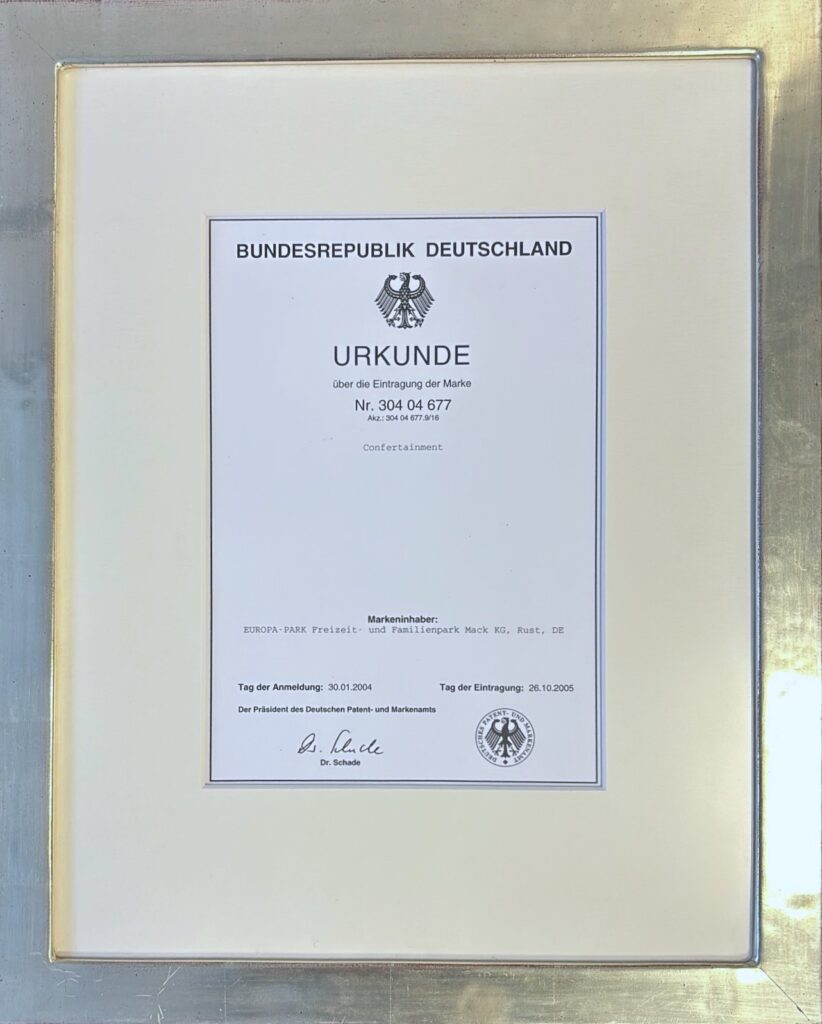 BUNDESREPUBLIK DEUTSCHLAND
URKUNDE
über die Eintragung der Marke
Nr. 304 04 677
Akz.: 304 04 677.9/16
Confertainment
Markeninhaber:
EUROPA-PARK Freizeit- und Familienpark Mack KG, Rust, DE
Tag der Anmeldung: 30.01.2004 Tag der Eintragung: 26.10.2005
Der Präsident des Deutschen Patent- und Markenamts
Dr. Schade
Dr. Schade
DEUTSCHES PATENT- UND MARKENAMT